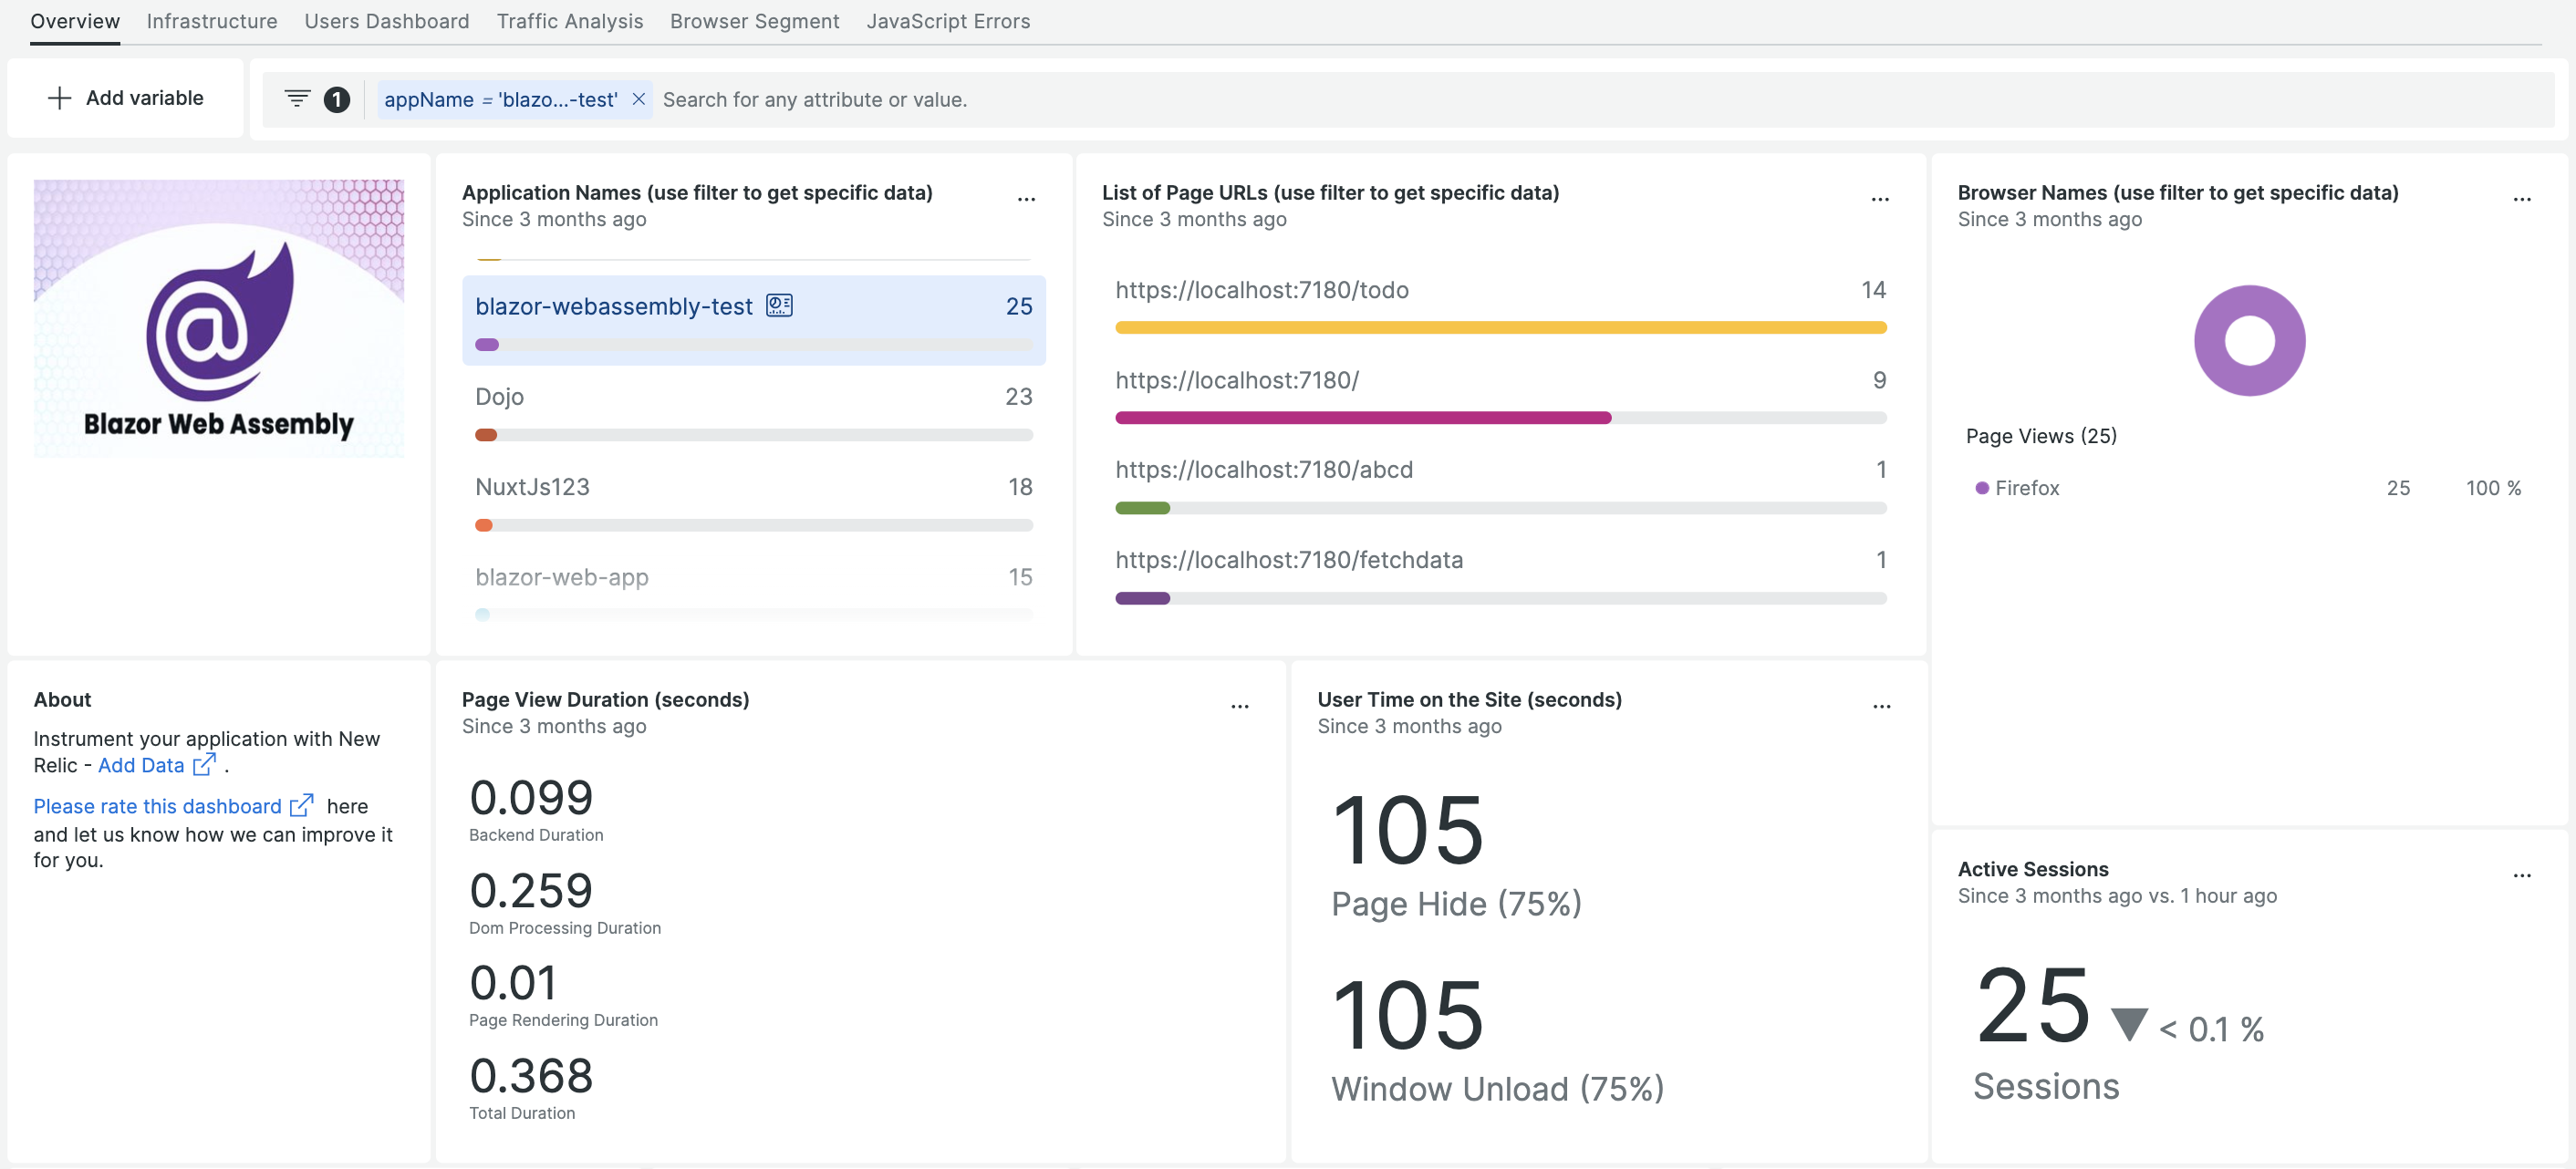 Overview Infrastructure Users Dashboard Traffic Analysis Browser Segment JavaScript Errors
Add variable
1 appName = 'blazo...-test' Search for any attribute or value.
Blazor Web Assembly
Application Names (use filter to get specific data)
Since 3 months ago
blazor-webassembly-test 25
Dojo 23
NuxtJs123 18
blazor-web-app 15
List of Page URLs (use filter to get specific data)
Since 3 months ago
https://localhost:7180/todo 14
https://localhost:7180/ 9
https://localhost:7180/abcd 1
https://localhost:7180/fetchdata 1
Browser Names (use filter to get specific data)
Since 3 months ago
Page Views (25)
Firefox 25 100 %
About
Instrument your application with New
Relic - Add Data .
Please rate this dashboard here
and let us know how we can improve it
for you.
Page View Duration (seconds)
Since 3 months ago
0.099
Backend Duration
0.259
Dom Processing Duration
0.01
Page Rendering Duration
0.368
Total Duration
User Time on the Site (seconds)
Since 3 months ago
105
Page Hide (75%)
105
Window Unload (75%)
Active Sessions
Since 3 months ago vs. 1 hour ago
25 < 0.1 %
Sessions